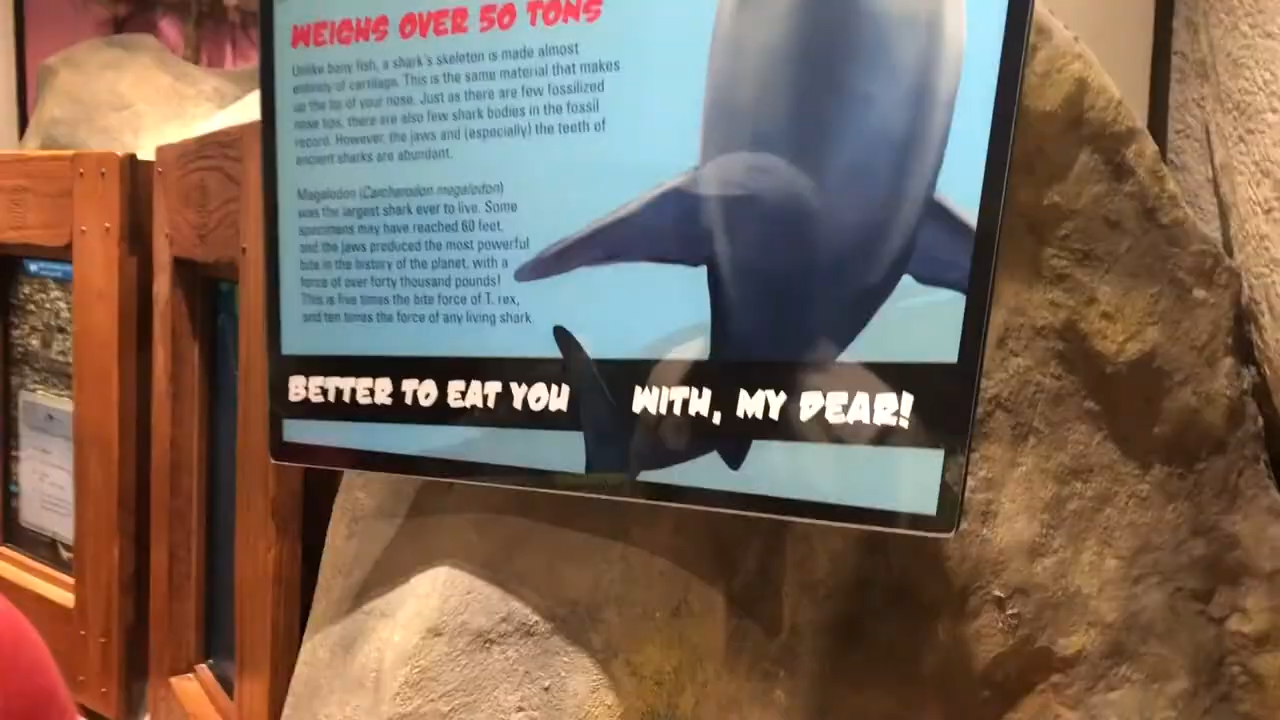 WEIGHS OVER 50 TONS
Unlike bony fish, a shark's skeleton is made almost
entirely of cartilage. This is the same material that makes
up the tip of your nose. Just as there are few fossilized
nose tips, there are also few shark bodies in the fossil
record. However, the jaws and (especially) the teeth of
ancient sharks are abundant.
Megalodon (Carcharodon megalodon)
was the largest shark ever to live. Some
specimens may have reached 60 feet,
and the jaws produced the most powerful
bite in the history of the planet, with a
force of over forty thousand pounds!
This is five times the bite force of T. rex,
and ten times the force of any living shark.
BETTER TO EAT YOU WITH, MY DEAR!